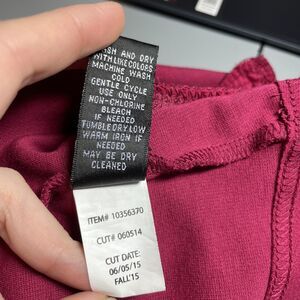 ASH AND DRY
WITH LIKE COLORS
MACHINE WASH
COLD
GENTLE CYCLE
USE ONLY
NON-CHLORINE
BLEACH
IF NEEDED
TUMBLE DRY LOW
WARM IRON IF
NEEDED
MAY BE DRY
CLEANED
ITEM# 10356370
CUT# 060514
CUT DATE:
06/05/15
FALL'15